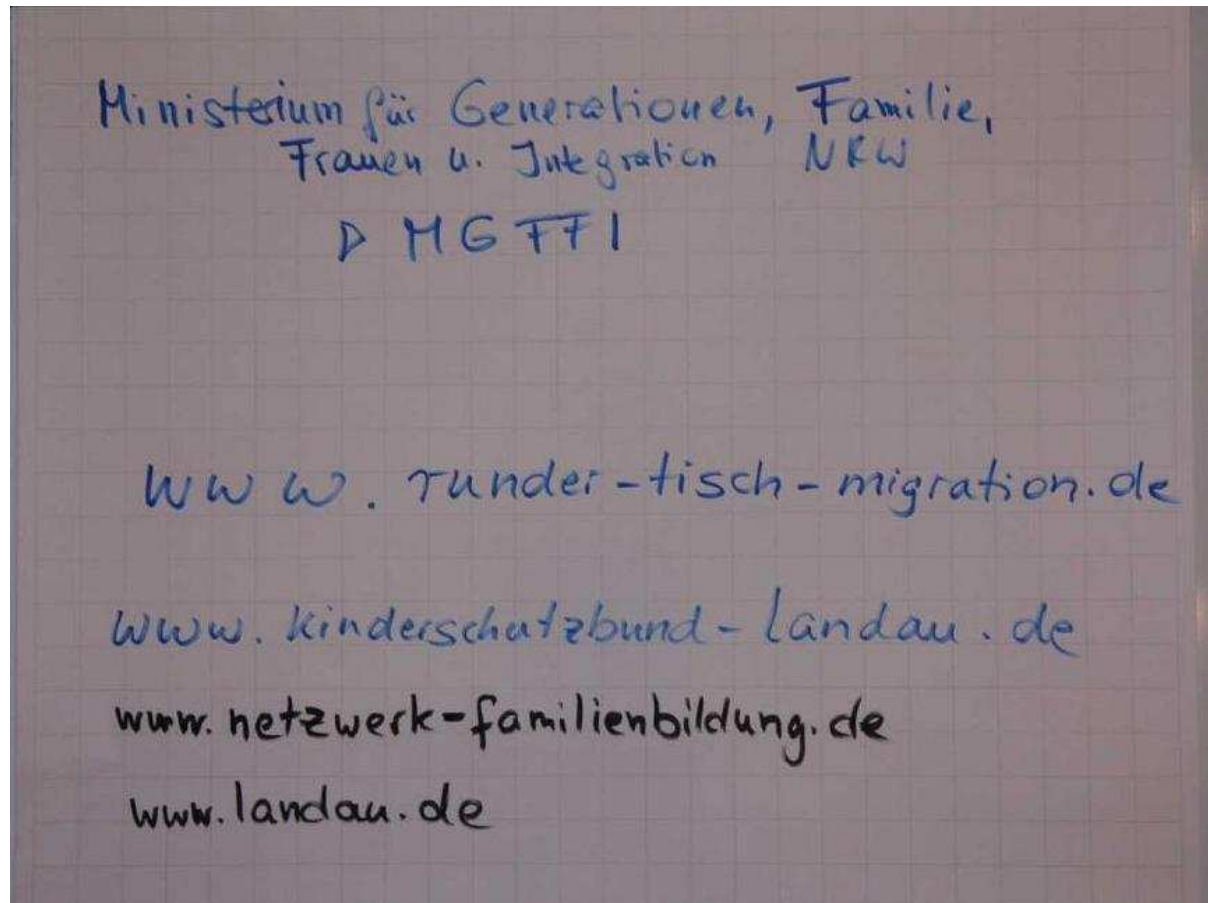 Ministerium für Generationen, Familie,
Frauen u. Integration NRW
▷ MGFFI
www.runder-tisch-migration.de
www.kinderschutzbund-landau.de
www.netzwerk-familienbildung.de
www.landau.de